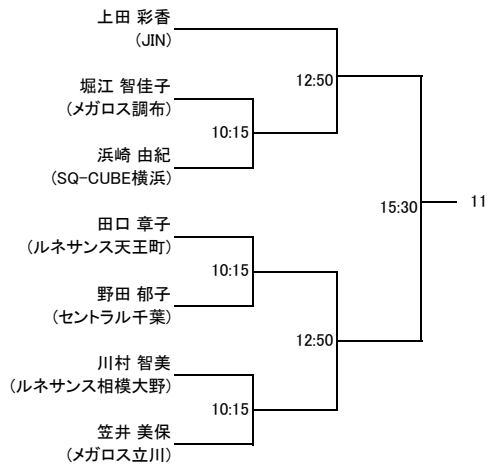 上田 彩香
(JIN)
12:50
堀江 智佳子
(メガロス調布)
10:15
浜崎 由紀
(SQ-CUBE横浜)
15:30
11
田口 章子
(ルネサンス天王町)
10:15
野田 郁子
(セントラル千葉)
12:50
川村 智美
(ルネサンス相模大野)
10:15
笠井 美保
(メガロス立川)